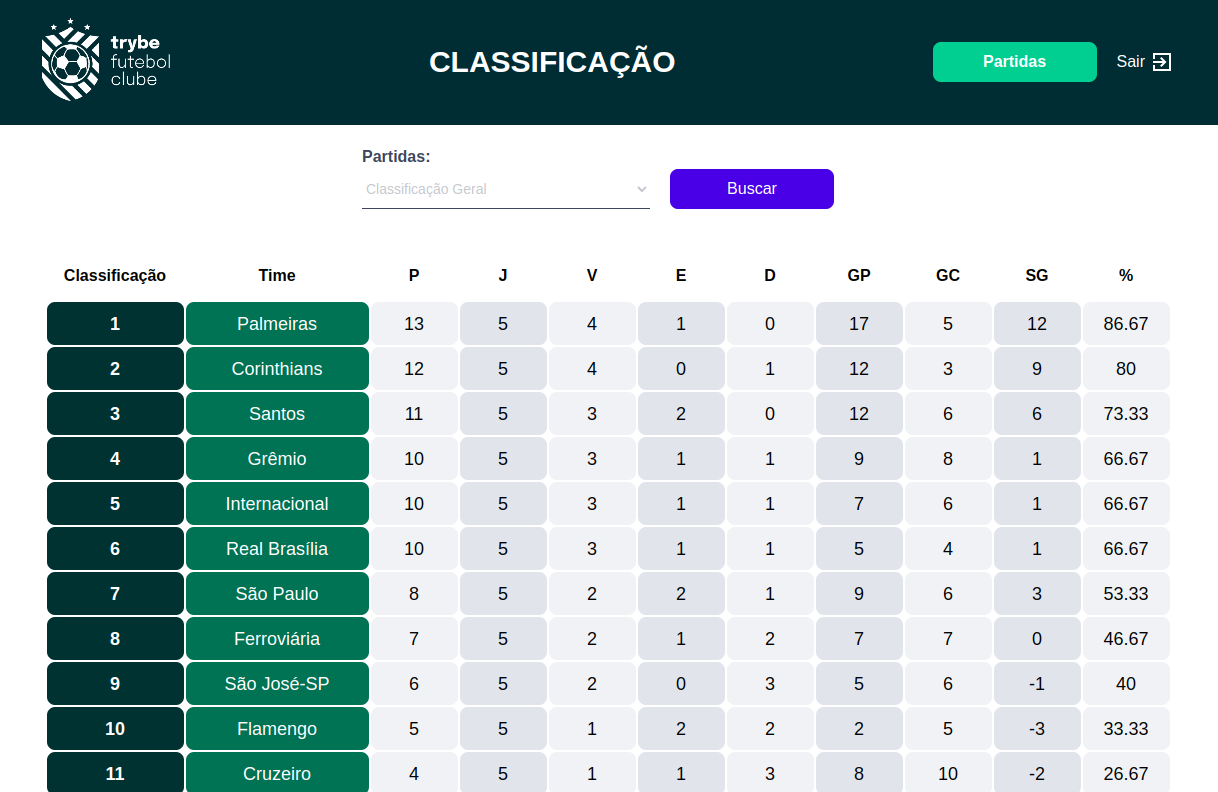 trybe
futebol
clube
CLASSIFICAÇÃO
Partidas
Sair
Partidas:
Classificação Geral
Buscar
Classificação Time P J V E D GP GC SG %
1 Palmeiras 13 5 4 1 0 17 5 12 86.67
2 Corinthians 12 5 4 0 1 12 3 9 80
3 Santos 11 5 3 2 0 12 6 6 73.33
4 Grêmio 10 5 3 1 1 9 8 1 66.67
5 Internacional 10 5 3 1 1 7 6 1 66.67
6 Real Brasília 10 5 3 1 1 5 4 1 66.67
7 São Paulo 8 5 2 2 1 9 6 3 53.33
8 Ferroviária 7 5 2 1 2 7 7 0 46.67
9 São José-SP 6 5 2 0 3 5 6 -1 40
10 Flamengo 5 5 1 2 2 2 5 -3 33.33
11 Cruzeiro 4 5 1 1 3 8 10 -2 26.67